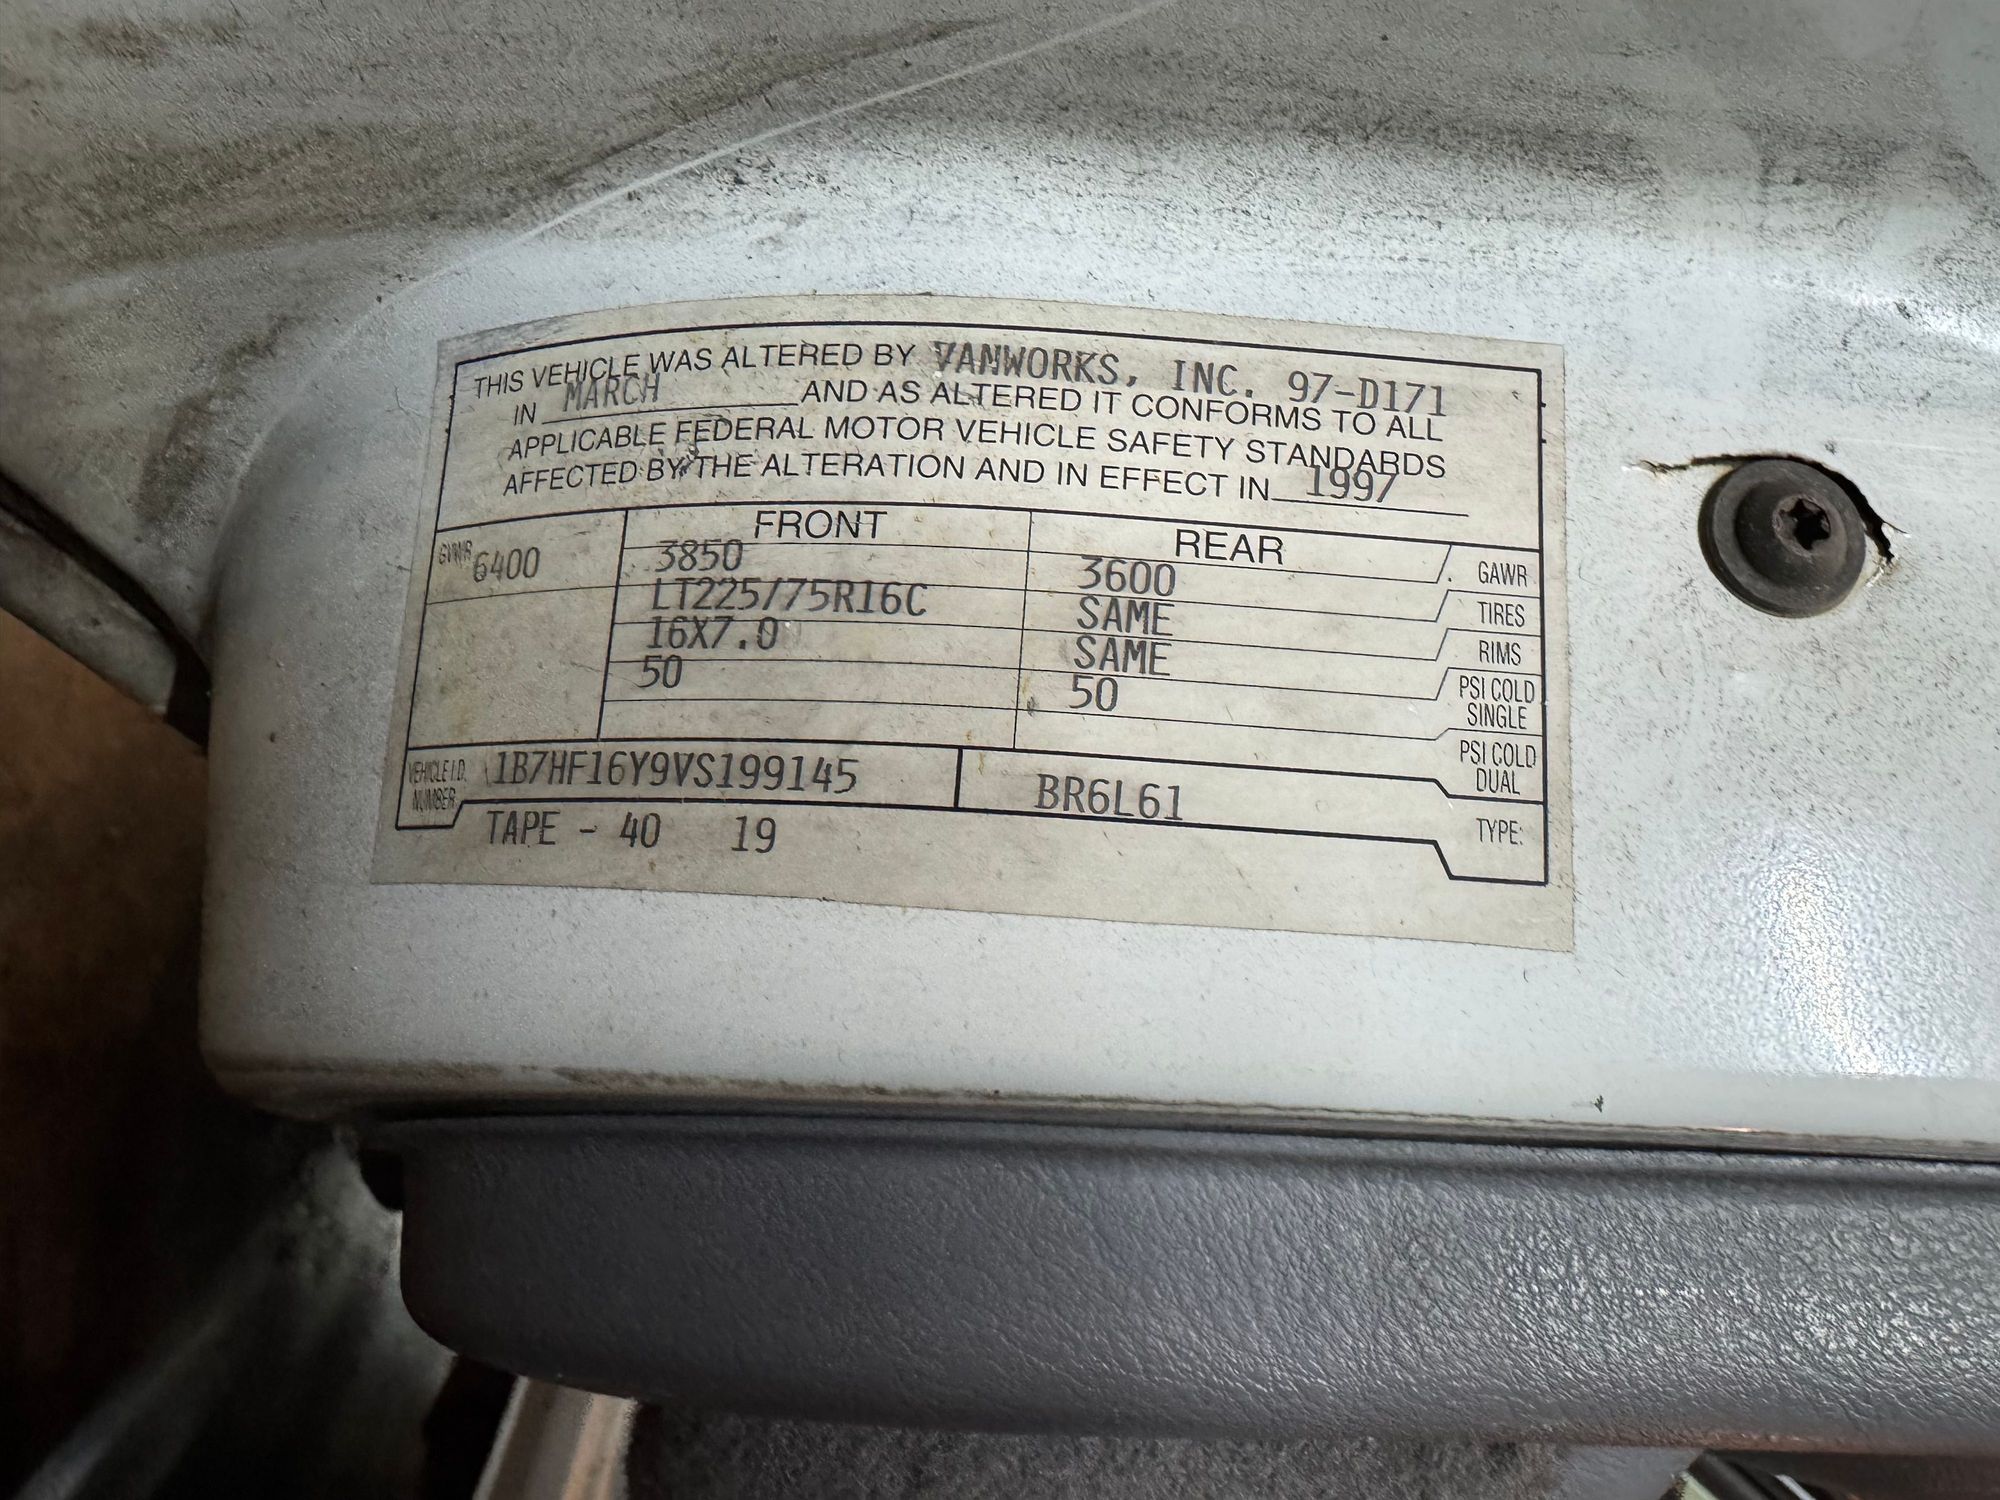 THIS VEHICLE WAS ALTERED BY VANWORKS, INC. 97-D171
IN MARCH AND AS ALTERED IT CONFORMS TO ALL
APPLICABLE FEDERAL MOTOR VEHICLE SAFETY STANDARDS
AFFECTED BY THE ALTERATION AND IN EFFECT IN 1997
FRONT REAR
GVWR 6400 3850 3600 GAWR
LT225/75R16C SAME TIRES
16X7.0 SAME RIMS
50 50 PSI COLD SINGLE
PSI COLD DUAL
VEHICLE I.D. NUMBER 1B7HF16Y9VS199145 BR6L61 TYPE:
TAPE - 40 19